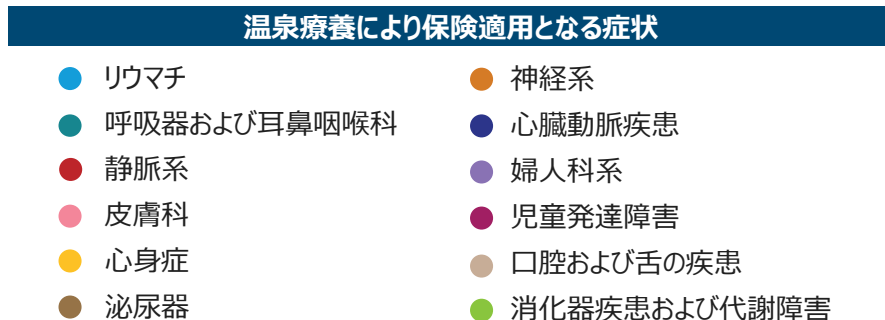 温泉療養により保険適用となる症状
リウマチ
呼吸器および耳鼻咽喉科
静脈系
皮膚科
心身症
泌尿器
神経系
心臓動脈疾患
婦人科系
児童発達障害
口腔および舌の疾患
消化器疾患および代謝障害